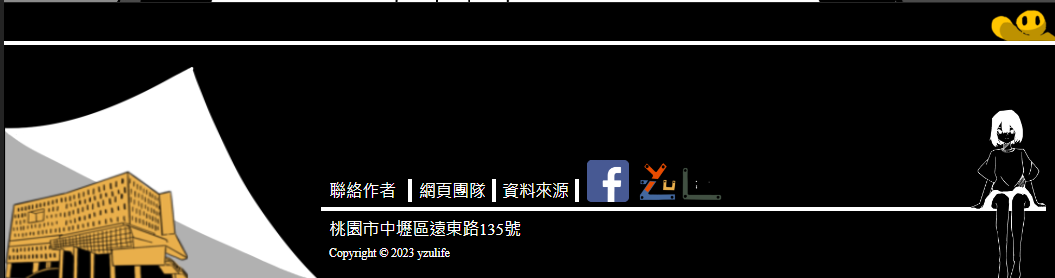 聯絡作者 | 網頁團隊 | 資料來源 |
f YZU L
桃園市中壢區遠東路135號
Copyright © 2023 yzulife